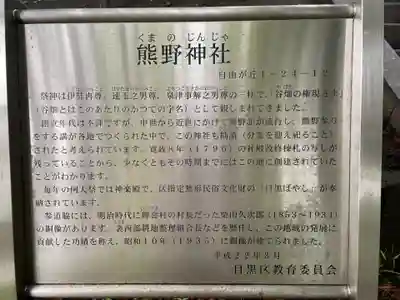 くまのじんじゃ
熊野神社
自由が丘1-24-12
祭神は伊弉冉尊、速玉之男尊、泉津事解之男尊の三柱で、「谷畑の権現さま」
（谷畑とはこのあたりのかつての字名）として親しまれてきました。
創立年代は不詳ですが、中世から近世にかけて熊野詣が流行し、熊野参り
をする講が各地でつくられた中で、この神社も勧請（分霊を迎え祀ること）
されたと考えられています。寛政8年（1796）の社殿改修棟札の写しが
残っていることから、少なくともその時期までにはこの地に創建されていた
ことがわかります。
毎年の例大祭では神楽殿で、区指定無形民俗文化財の「目黒ばやし」が奉
納されています。
参道脇には、明治時代に碑衾村の村長だった栗山久次郎（1853～1931）
の銅像があります。衾西部耕地整理組合長などを歴任し、この地域の発展に
貢献した功績を称え、昭和10年（1935）に銅像が建てられました。
平成22年3月
目黒区教育委員会